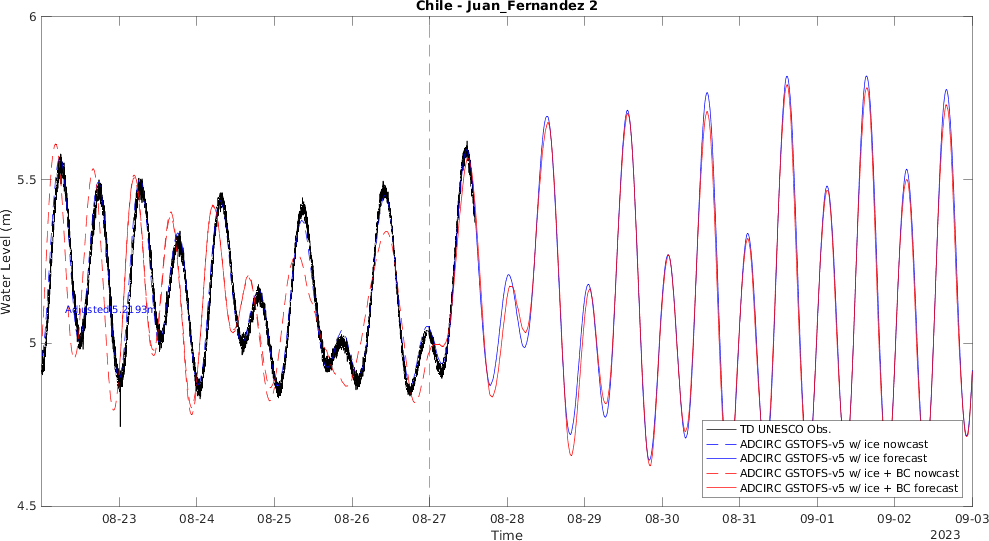 Chile - Juan_Fernandez 2
6
5.5
5
4.5
Water Level (m)
Adjusted 5.2193m
TD UNESCO Obs.
ADCIRC GSTOFS-v5 w/ ice nowcast
ADCIRC GSTOFS-v5 w/ ice forecast
ADCIRC GSTOFS-v5 w/ ice + BC nowcast
ADCIRC GSTOFS-v5 w/ ice + BC forecast
08-23 08-24 08-25 08-26 08-27 08-28 08-29 08-30 08-31 09-01 09-02 09-03
Time
2023